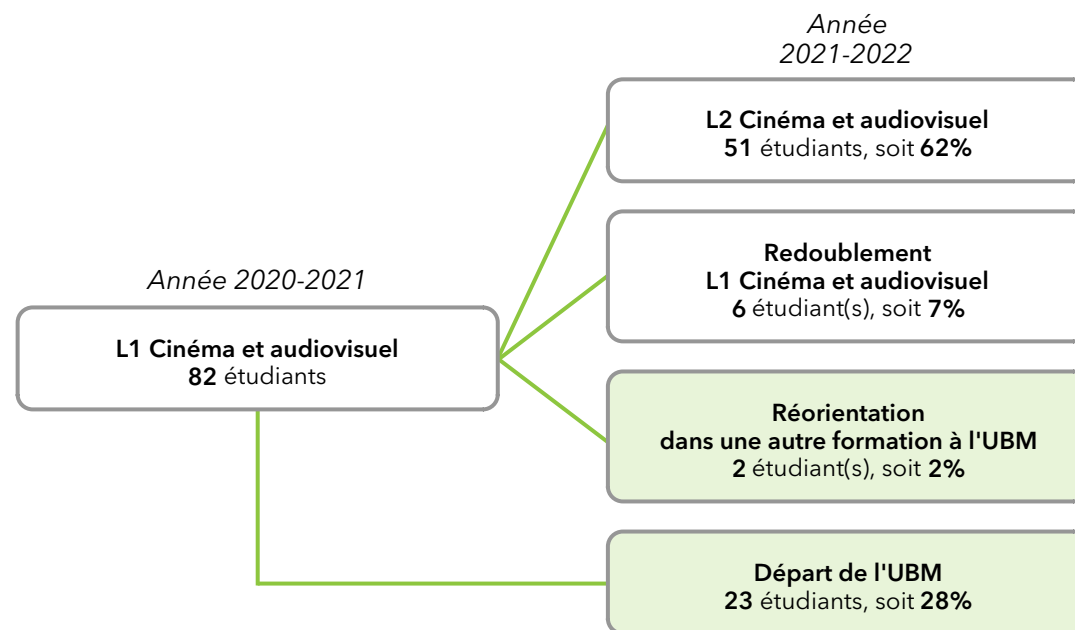 Année
2021-2022
L2 Cinéma et audiovisuel
51 étudiants, soit 62%
Redoublement
L1 Cinéma et audiovisuel
6 étudiant(s), soit 7%
Année 2020-2021
L1 Cinéma et audiovisuel
82 étudiants
Réorientation
dans une autre formation à l'UBM
2 étudiant(s), soit 2%
Départ de l'UBM
23 étudiants, soit 28%